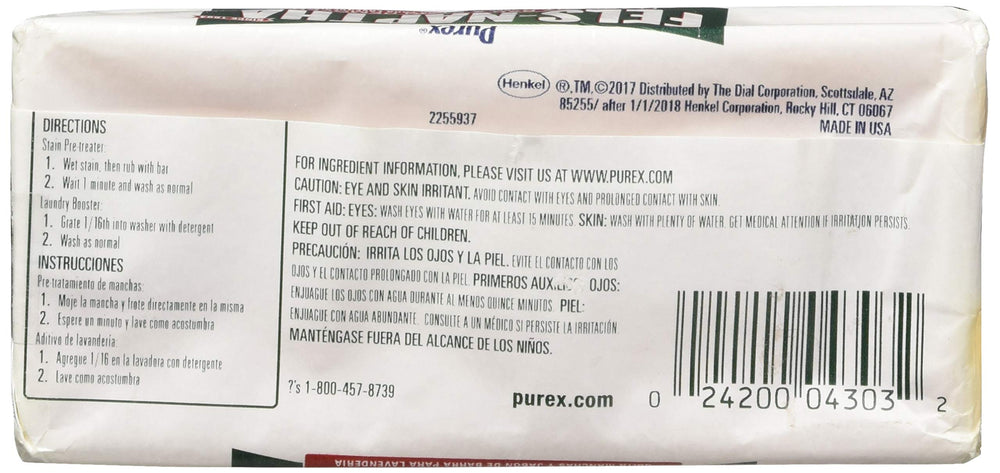 FELS-NAPTHA
Purex®
Henkel ®,TM,©2017 Distributed by The Dial Corporation, Scottsdale, AZ
85255/ after 1/1/2018 Henkel Corporation, Rocky Hill, CT 06067
MADE IN USA
2255937
DIRECTIONS
Stain Pre-treater:
1. Wet stain, then rub with bar
2. Wait 1 minute and wash as normal
Laundry Booster:
1. Grate 1/16th into washer with detergent
2. Wash as normal
INSTRUCCIONES
Pre-tratamiento de manchas:
1. Moje la mancha y frote directamente en la misma
2. Espere un minuto y lave como acostumbra
Aditivo de lavandería:
1. Agregue 1/16 en la lavadora con detergente
2. Lave como acostumbra
FOR INGREDIENT INFORMATION, PLEASE VISIT US AT WWW.PUREX.COM
CAUTION: EYE AND SKIN IRRITANT. AVOID CONTACT WITH EYES AND PROLONGED CONTACT WITH SKIN.
FIRST AID: EYES: WASH EYES WITH WATER FOR AT LEAST 15 MINUTES. SKIN: WASH WITH PLENTY OF WATER. GET MEDICAL ATTENTION IF IRRITATION PERSISTS.
KEEP OUT OF REACH OF CHILDREN.
PRECAUCIÓN: IRRITA LOS OJOS Y LA PIEL. EVITE EL CONTACTO CON LOS
OJOS Y EL CONTACTO PROLONGADO CON LA PIEL. PRIMEROS AUXILIOS OJOS:
ENJUAGUE LOS OJOS CON AGUA DURANTE AL MENOS QUINCE MINUTOS. PIEL:
ENJUAGUE CON AGUA ABUNDANTE. CONSULTE A UN MÉDICO SI PERSISTE LA IRRITACIÓN.
MANTÉNGASE FUERA DEL ALCANCE DE LOS NIÑOS.
?'s 1-800-457-8739
purex.com
0 24200 04303 2
MANCHAS Y JABÓN DE BARRA PARA LAVANDERÍA